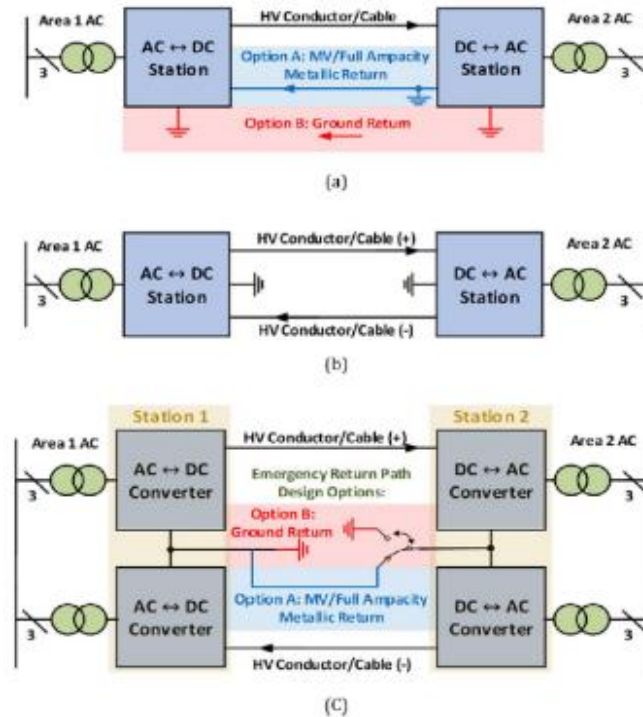 Area 1 AC
AC ↔ DC
Station
HV Conductor/Cable
Option A: MV/Full Ampacity
Metallic Return
Option B: Ground Return
DC ↔ AC
Station
Area 2 AC
3
3
(a)
Area 1 AC
AC ↔ DC
Station
HV Conductor/Cable (+)
HV Conductor/Cable (-)
DC ↔ AC
Station
Area 2 AC
3
3
(b)
Station 1
Station 2
Area 1 AC
AC ↔ DC
Converter
HV Conductor/Cable (+)
Emergency Return Path
Design Options:
DC ↔ AC
Converter
Area 2 AC
3
3
Option B:
Ground Return
Option A: MV/Full Ampacity
Metallic Return
AC ↔ DC
Converter
DC ↔ AC
Converter
3
3
HV Conductor/Cable (-)
(C)